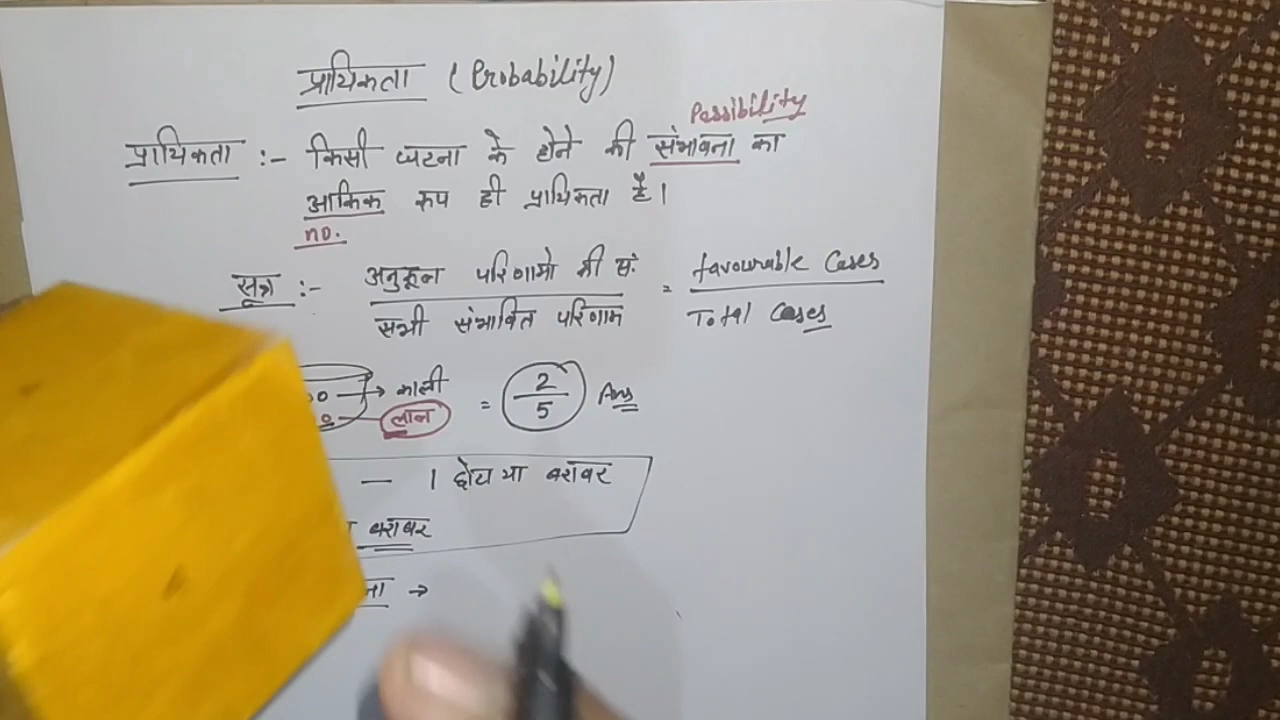 प्रायिकता (Probability)
Possibility
प्रायिकता :- किसी घटना के होने की संभावना का
आंकिक रूप ही प्रायिकता है।
no.
सूत्र :- अनुकूल परिणामो की सं. = favourable Cases
सभी संभावित परिणाम Total Cases
→ काली = 2/5 Ans
लाल
— 1 छोटा या बराबर
बराबर
ना →